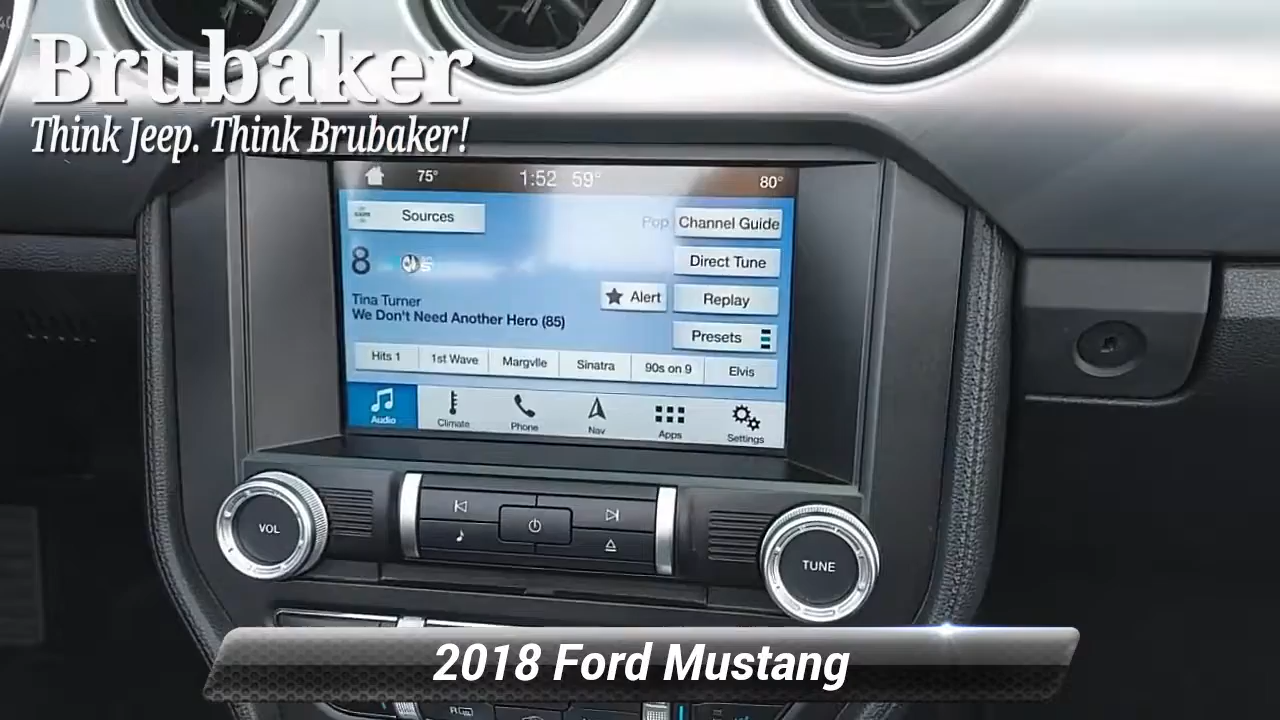 Brubaker
Think Jeep. Think Brubaker!
75° 1:52 59° 80°
Sources
Pop
Channel Guide
8
Direct Tune
Alert
Replay
Tina Turner
We Don't Need Another Hero (85)
Presets
Hits 1
1st Wave
Margvlle
Sinatra
90s on 9
Elvis
Audio
Climate
Phone
Nav
Apps
Settings
VOL
TUNE
2018 Ford Mustang